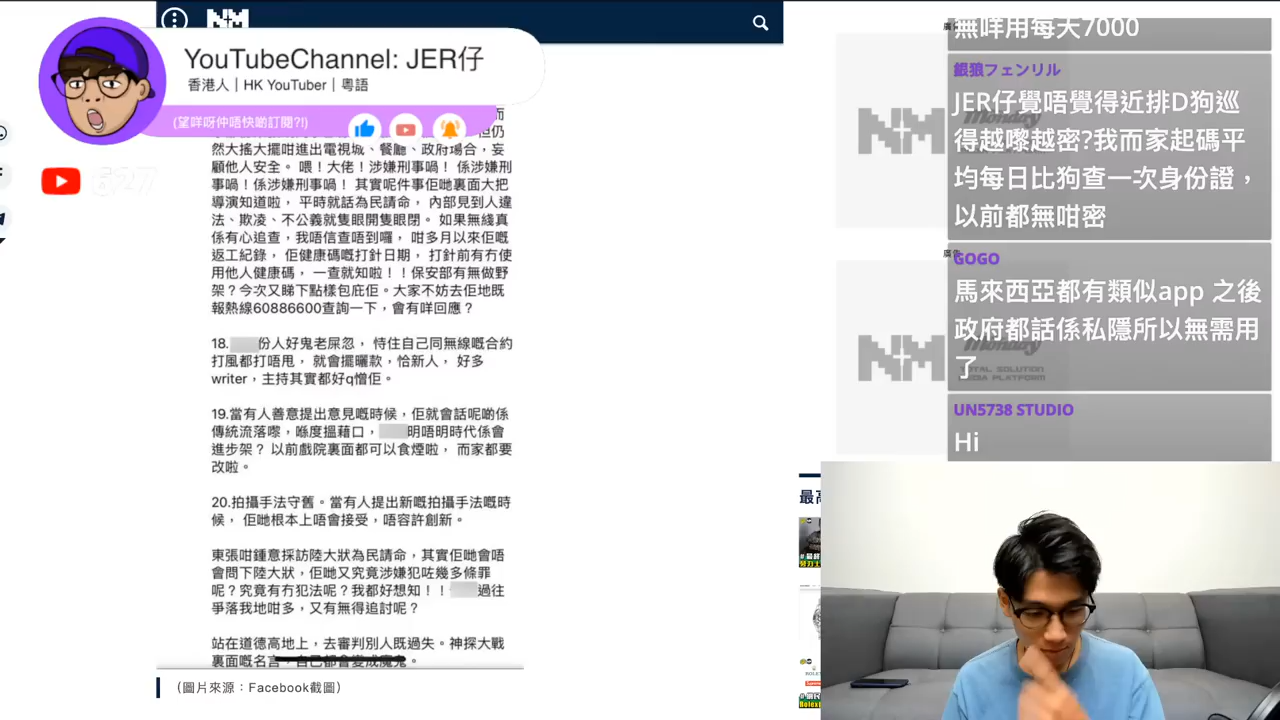 YouTubeChannel: JER仔
香港人｜HK YouTuber｜粵語
(望咩呀仲唔快啲訂閱?!)
627
而
但仍
然大搖大擺咁進出電視城、餐廳、政府場合，妄
顧他人安全。 喂！大佬！涉嫌刑事喎！ 係涉嫌刑
事喎！係涉嫌刑事喎！ 其實呢件事佢哋裏面大把
導演知道啦， 平時就話為民請命， 內部見到人違
法、欺凌、不公義就隻眼開隻眼閉。 如果無綫真
係有心追查，我唔信查唔到囉， 咁多月以來佢嘅
返工紀錄， 佢健康碼嘅打針日期， 打針前有冇使
用他人健康碼， 一查就知啦！！保安部有無做野
架？今次又睇下點樣包庇佢。大家不妨去佢地既
報熱線60886600查詢一下，會有咩回應？
18. 份人好鬼老屎忽， 恃住自己同無線嘅合約
打風都打唔甩， 就會擺曬款，恰新人， 好多
writer，主持其實都好q憎佢。
19.當有人善意提出意見嘅時候，佢就會話呢啲係
傳統流落嚟，喺度搵藉口， 明唔明時代係會
進步架？ 以前戲院裏面都可以食煙啦， 而家都要
改啦。
20.拍攝手法守舊。當有人提出新嘅拍攝手法嘅時
候， 佢哋根本上唔會接受，唔容許創新。
東張咁鍾意採訪陸大狀為民請命，其實佢哋會唔
會問下陸大狀，佢哋又究竟涉嫌犯咗幾多條罪
呢？究竟有冇犯法呢？我都好想知！！ 過往
爭落我地咁多，又有無得追討呢？
站在道德高地上，去審判別人既過失。神探大戰
裏面嘅名言，自己都會變成魔鬼。
(圖片來源：Facebook截圖)
無咩用每天7000
銀狼フェンリル
JER仔覺唔覺得近排D狗巡
得越嚟越密?我而家起碼平
均每日比狗查一次身份證，
以前都無咁密
GOGO
馬來西亞都有類似app 之後
政府都話係私隱所以無需用
了
UN5738 STUDIO
Hi
NM
Monday
TOTAL SOLUTION
MEDIA PLATFORM
最高